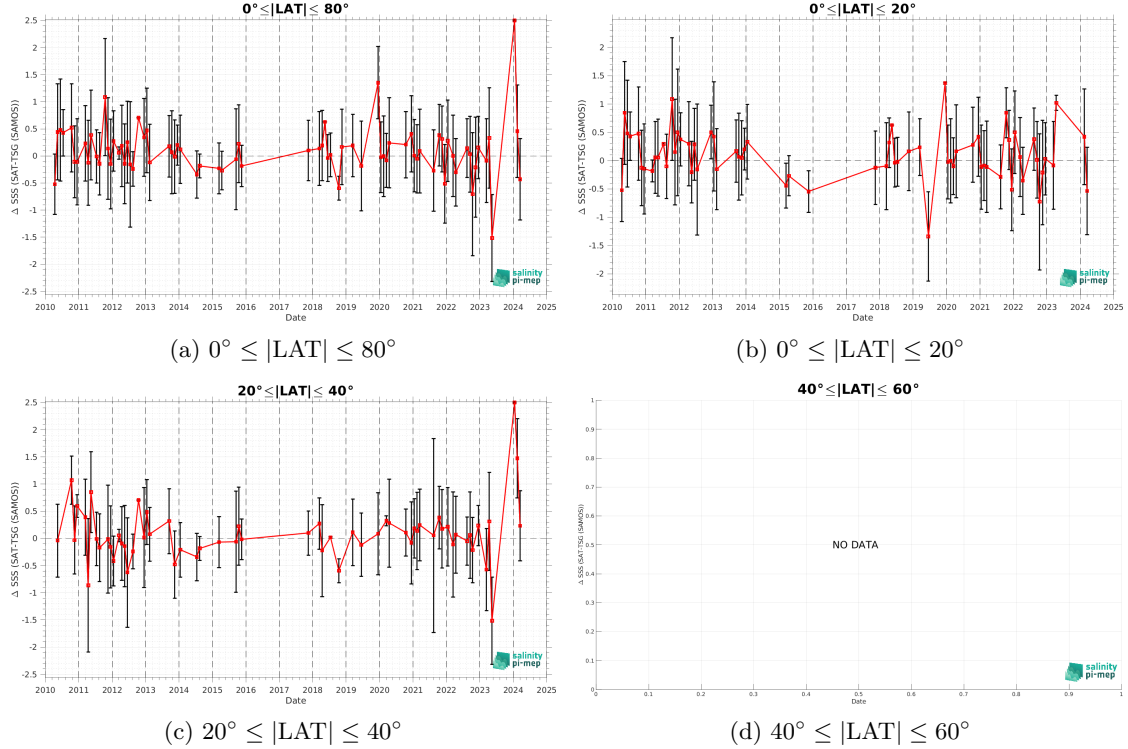 0°≤|LAT|≤ 80°
Δ SSS (SAT-TSG (SAMOS))
2.5
2
1.5
1
0.5
0
-0.5
-1
-1.5
-2
-2.5
2010 2011 2012 2013 2014 2015 2016 2017 2018 2019 2020 2021 2022 2023 2024 2025
Date
salinity
pi-mep
(a) 0° ≤ |LAT| ≤ 80°
0°≤|LAT|≤ 20°
Δ SSS (SAT-TSG (SAMOS))
2
1.5
1
0.5
0
-0.5
-1
-1.5
-2
2010 2011 2012 2013 2014 2015 2016 2017 2018 2019 2020 2021 2022 2023 2024 2025
Date
salinity
pi-mep
(b) 0° ≤ |LAT| ≤ 20°
20°≤|LAT|≤ 40°
Δ SSS (SAT-TSG (SAMOS))
2.5
2
1.5
1
0.5
0
-0.5
-1
-1.5
-2
-2.5
2010 2011 2012 2013 2014 2015 2016 2017 2018 2019 2020 2021 2022 2023 2024 2025
Date
salinity
pi-mep
(c) 20° ≤ |LAT| ≤ 40°
40°≤|LAT|≤ 60°
Δ SSS (SAT-TSG (SAMOS))
1
0.9
0.8
0.7
0.6
0.5
0.4
0.3
0.2
0.1
0
NO DATA
0 0.1 0.2 0.3 0.4 0.5 0.6 0.7 0.8 0.9 1
Date
salinity
pi-mep
(d) 40° ≤ |LAT| ≤ 60°